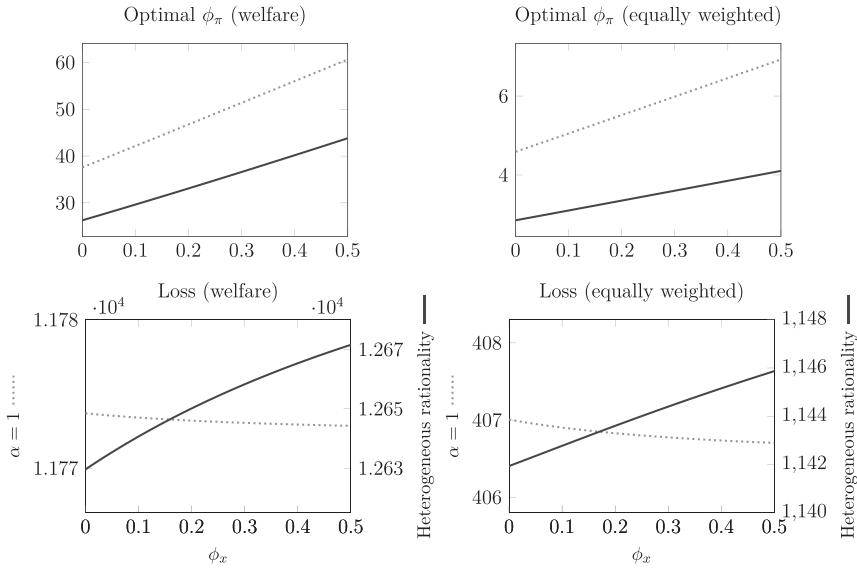 Optimal ϕπ (welfare)
60
50
40
30
0 0.1 0.2 0.3 0.4 0.5
Optimal ϕπ (equally weighted)
6
4
0 0.1 0.2 0.3 0.4 0.5
Loss (welfare)
·10⁴ ·10⁴
1.178
1.177
α = 1
1.267
1.265
1.263
Heterogeneous rationality
0 0.1 0.2 0.3 0.4 0.5
ϕx
Loss (equally weighted)
408
407
406
α = 1
1,148
1,146
1,144
1,142
1,140
Heterogeneous rationality
0 0.1 0.2 0.3 0.4 0.5
ϕx